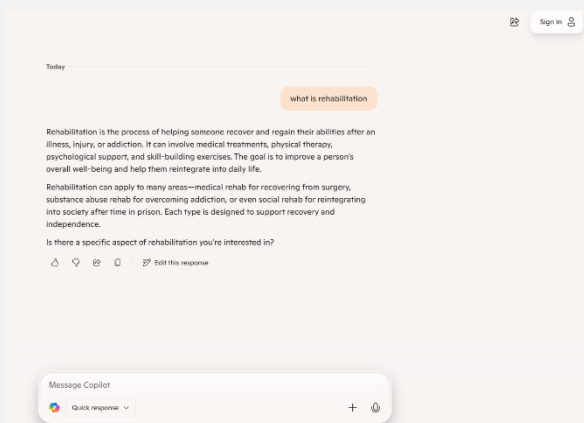 Sign in
Today
what is rehabilitation
Rehabilitation is the process of helping someone recover and regain their abilities after an
illness, injury, or addiction. It can involve medical treatments, physical therapy,
psychological support, and skill-building exercises. The goal is to improve a person's
overall well-being and help them reintegrate into daily life.
Rehabilitation can apply to many areas—medical rehab for recovering from surgery,
substance abuse rehab for overcoming addiction, or even social rehab for reintegrating
into society after time in prison. Each type is designed to support recovery and
independence.
Is there a specific aspect of rehabilitation you're interested in?
Edit this response
Message Copilot
Quick response